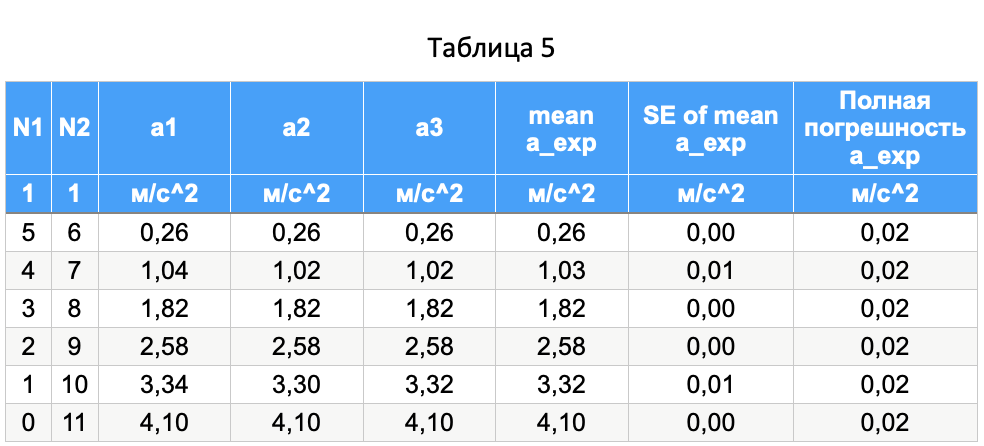 Таблица 5
N1 N2 a1 a2 a3 mean a_exp SE of mean a_exp Полная погрешность a_exp
1 1 м/с^2 м/с^2 м/с^2 м/с^2 м/с^2 м/с^2
5 6 0,26 0,26 0,26 0,26 0,00 0,02
4 7 1,04 1,02 1,02 1,03 0,01 0,02
3 8 1,82 1,82 1,82 1,82 0,00 0,02
2 9 2,58 2,58 2,58 2,58 0,00 0,02
1 10 3,34 3,30 3,32 3,32 0,01 0,02
0 11 4,10 4,10 4,10 4,10 0,00 0,02